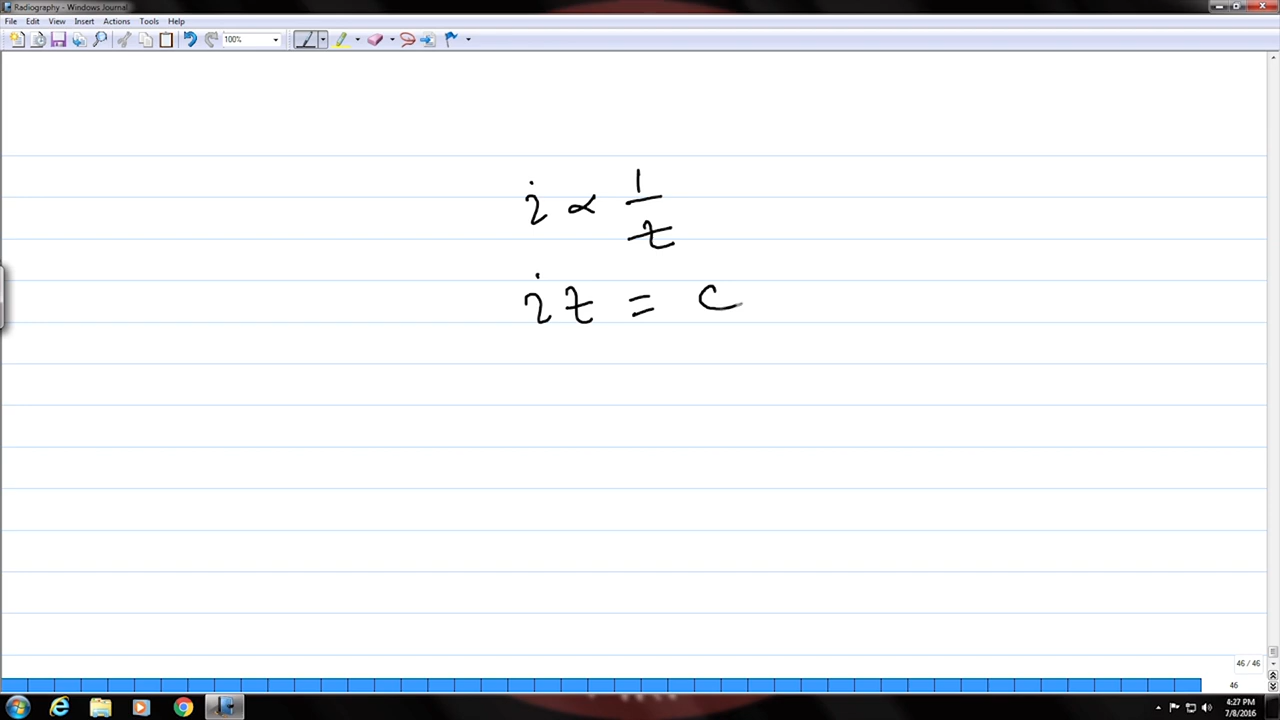 Radiography - Windows Journal
File Edit View Insert Actions Tools Help
100%
i ∝ 1/t
i t = c
46 / 46
46
4:27 PM
7/8/2016